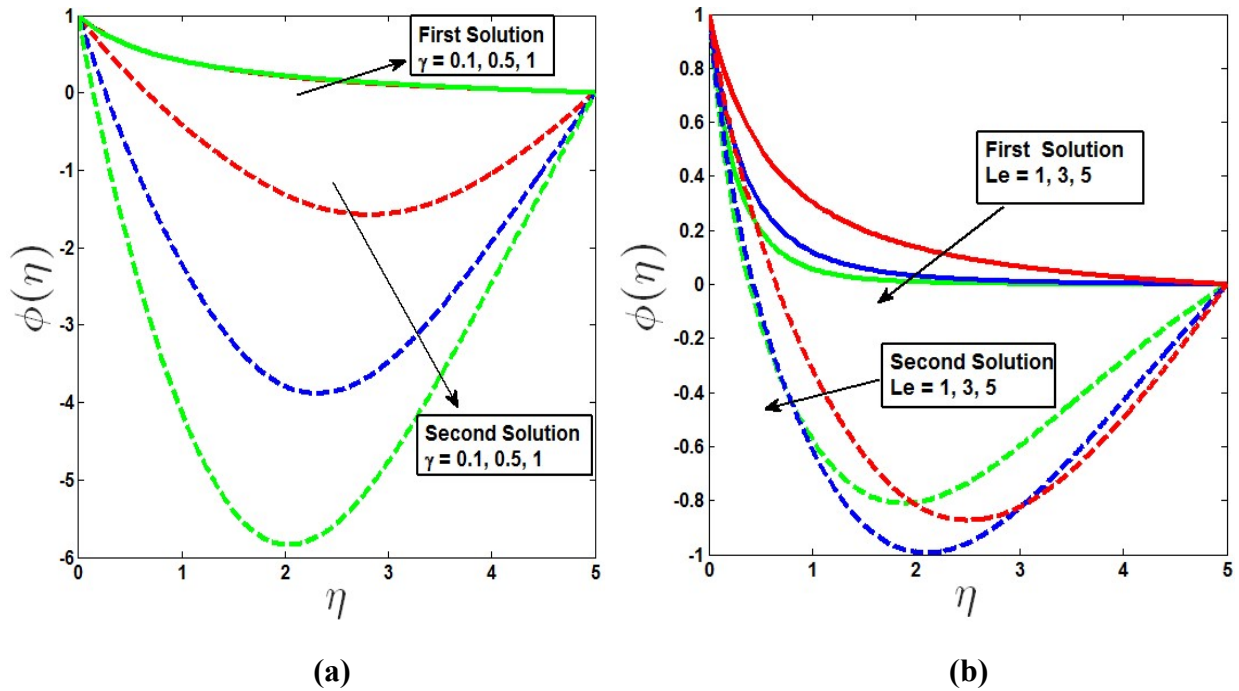 1
0
-1
-2
-3
-4
-5
-6
ϕ(η)
First Solution
γ = 0.1, 0.5, 1
Second Solution
γ = 0.1, 0.5, 1
0 1 2 3 4 5
η
(a)
1
0.8
0.6
0.4
0.2
0
-0.2
-0.4
-0.6
-0.8
-1
ϕ(η)
First Solution
Le = 1, 3, 5
Second Solution
Le = 1, 3, 5
0 1 2 3 4 5
η
(b)